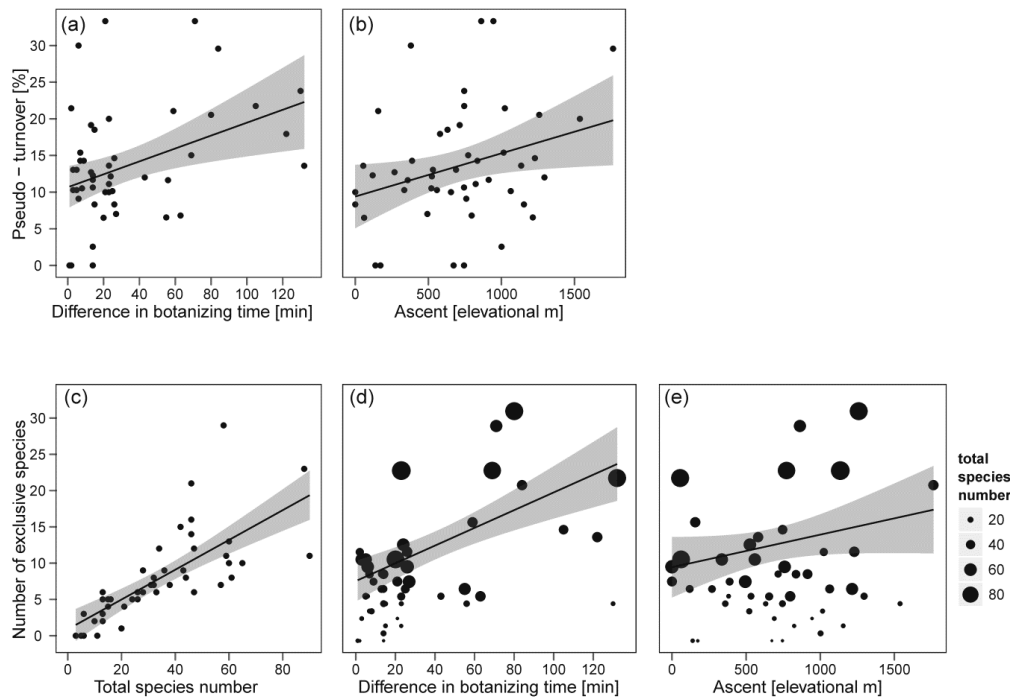 (a)
(b)
Pseudo − turnover [%]
30
25
20
15
10
5
0
0 20 40 60 80 100 120
Difference in botanizing time [min]
0 500 1000 1500
Ascent [elevational m]
(c)
(d)
(e)
Number of exclusive species
30
25
20
15
10
5
0
0 20 40 60 80
Total species number
0 20 40 60 80 100 120
Difference in botanizing time [min]
0 500 1000 1500
Ascent [elevational m]
total
species
number
20
40
60
80